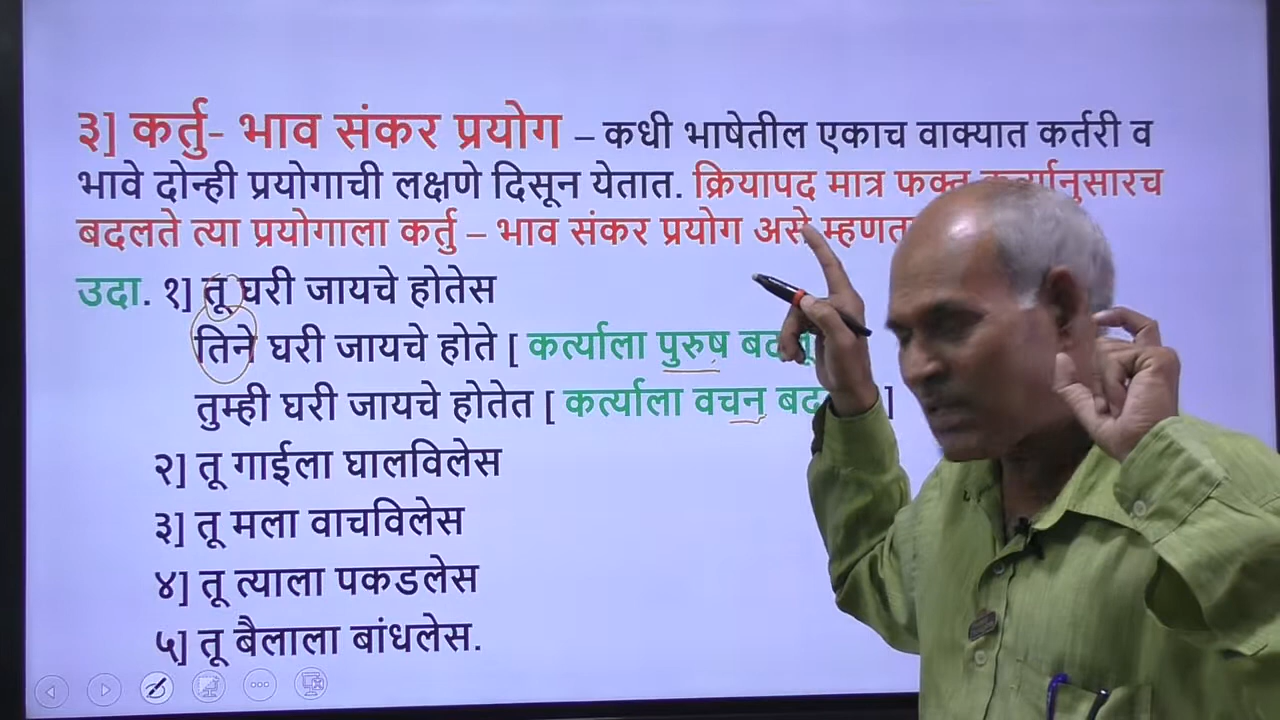 ३] कर्तु- भाव संकर प्रयोग – कधी भाषेतील एकाच वाक्यात कर्तरी व
भावे दोन्ही प्रयोगाची लक्षणे दिसून येतात. क्रियापद मात्र फक्त कर्त्यानुसारच
बदलते त्या प्रयोगाला कर्तु – भाव संकर प्रयोग असे
उदा. १] तू घरी जायचे होतेस
तिने घरी जायचे होते [ कर्त्याला पुरुष
तुम्ही घरी जायचे होतेत [ कर्त्याला वचन ]
२] तू गाईला घालविलेस
३] तू मला वाचविलेस
४] तू त्याला पकडलेस
५] तू बैलाला बांधलेस.